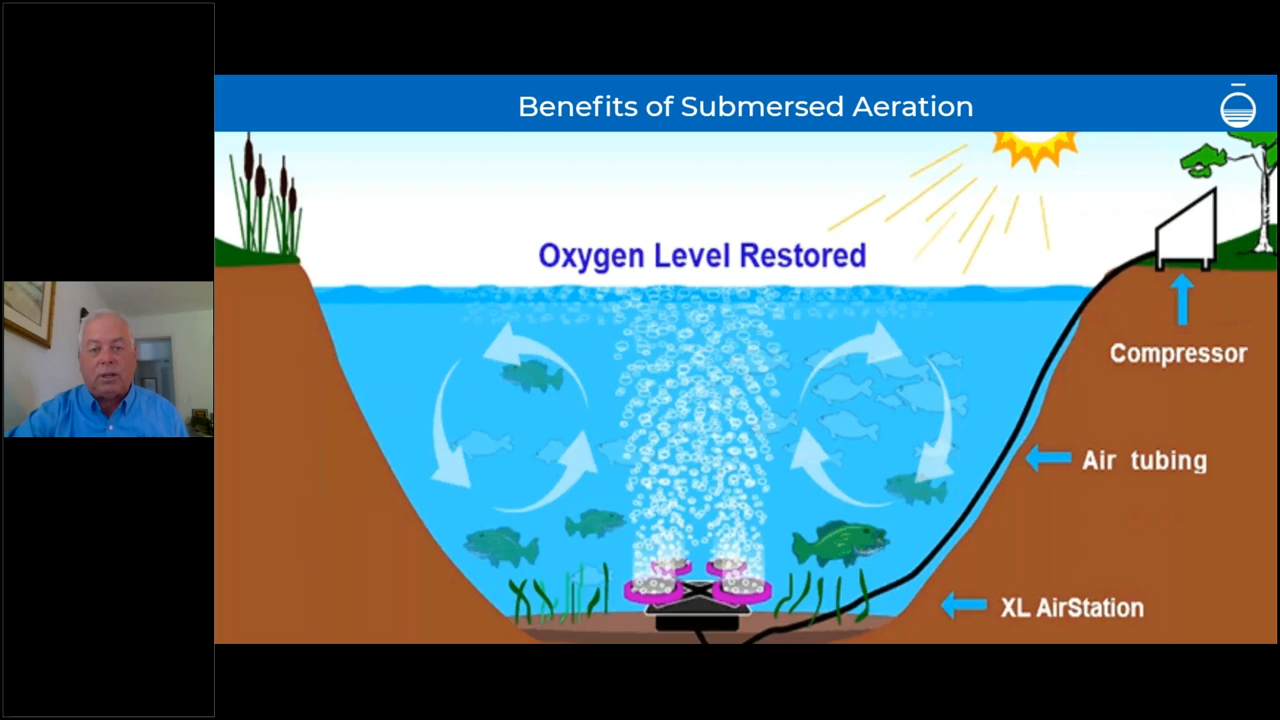 Benefits of Submersed Aeration
Oxygen Level Restored
Compressor
Air tubing
XL AirStation